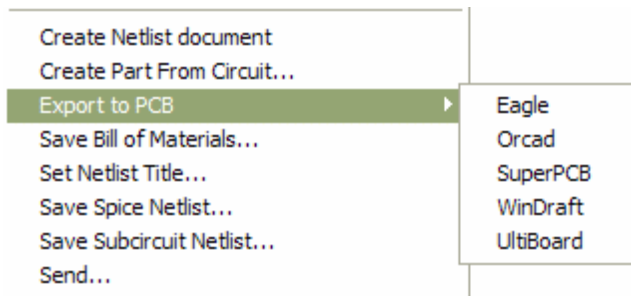 Create Netlist document
Create Part From Circuit...
Export to PCB
Save Bill of Materials...
Set Netlist Title...
Save Spice Netlist...
Save Subcircuit Netlist...
Send...
Eagle
Orcad
SuperPCB
WinDraft
UltiBoard